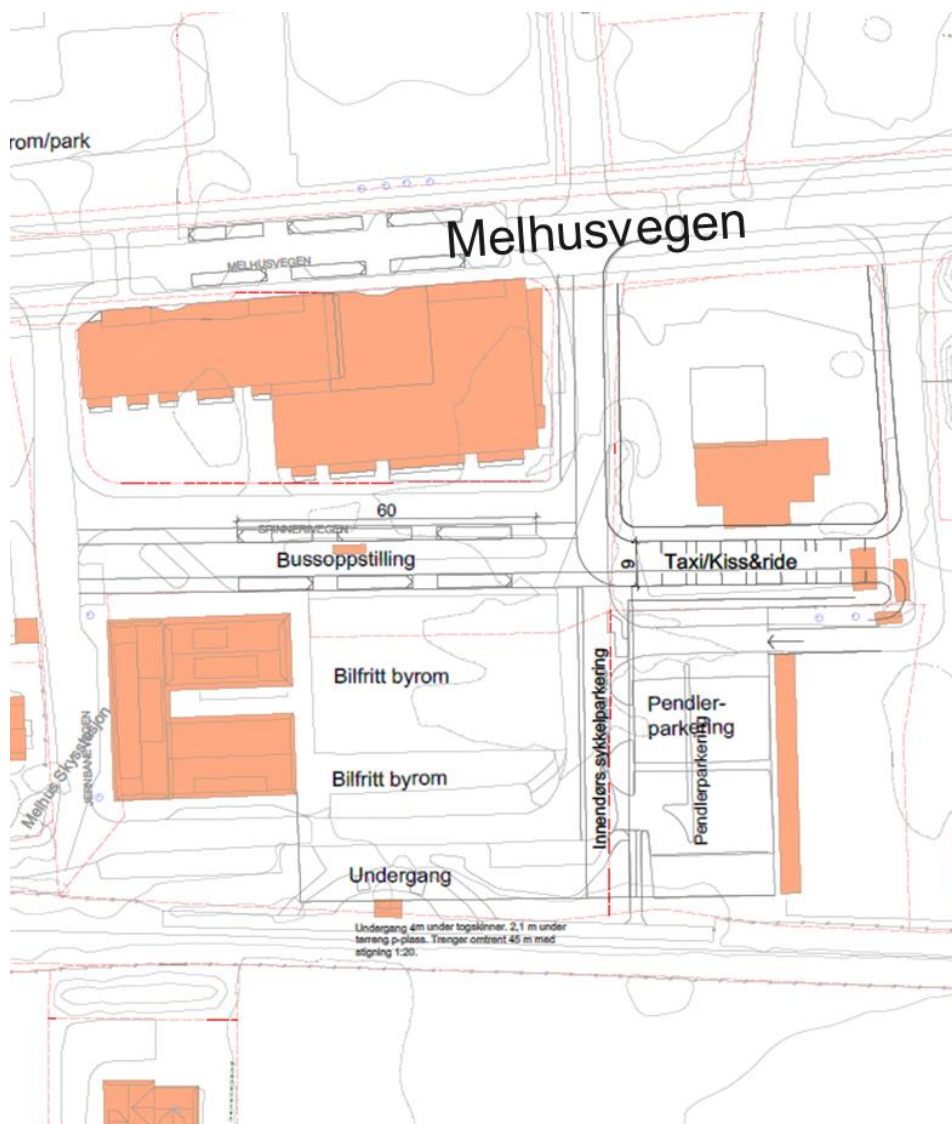 rom/park
Melhusvegen
MELHUSVEGEN
60
SPINNERIVEGEN
Bussoppstilling
9
Taxi/Kiss&ride
Bilfritt byrom
Pendler-
parkering
Innendørs sykkelparkering
Pendlerparkering
Bilfritt byrom
JERNBANEVEGEN
Melhus Skysstasjon
Undergang
Undergang 4m under togskinner. 2,1 m under
terreng p-plass. Trenger omtrent 45 m med
stigning 1:20.